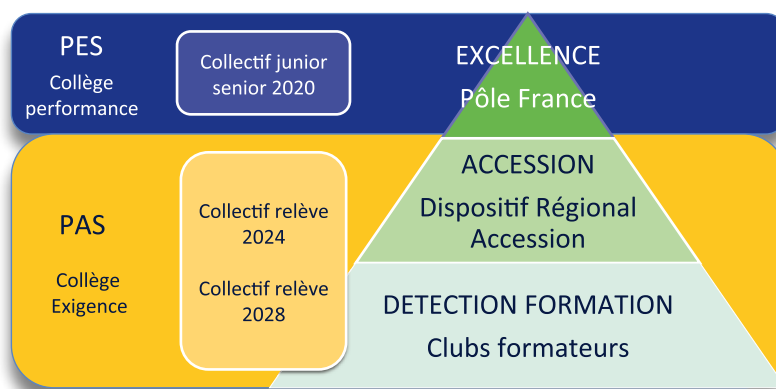 PES
Collège
performance
Collectif junior
senior 2020
EXCELLENCE
Pôle France
PAS
Collège
Exigence
Collectif relève
2024
Collectif relève
2028
ACCESSION
Dispositif Régional
Accession
DETECTION FORMATION
Clubs formateurs